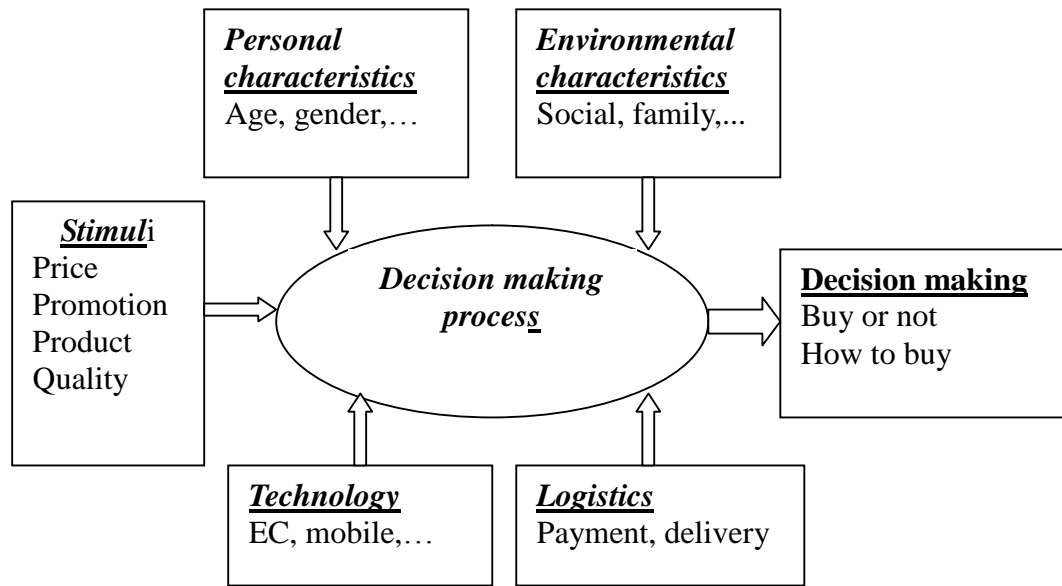 Personal
characteristics
Age, gender,…
Environmental
characteristics
Social, family,...
Stimuli
Price
Promotion
Product
Quality
Decision making
process
Decision making
Buy or not
How to buy
Technology
EC, mobile,…
Logistics
Payment, delivery